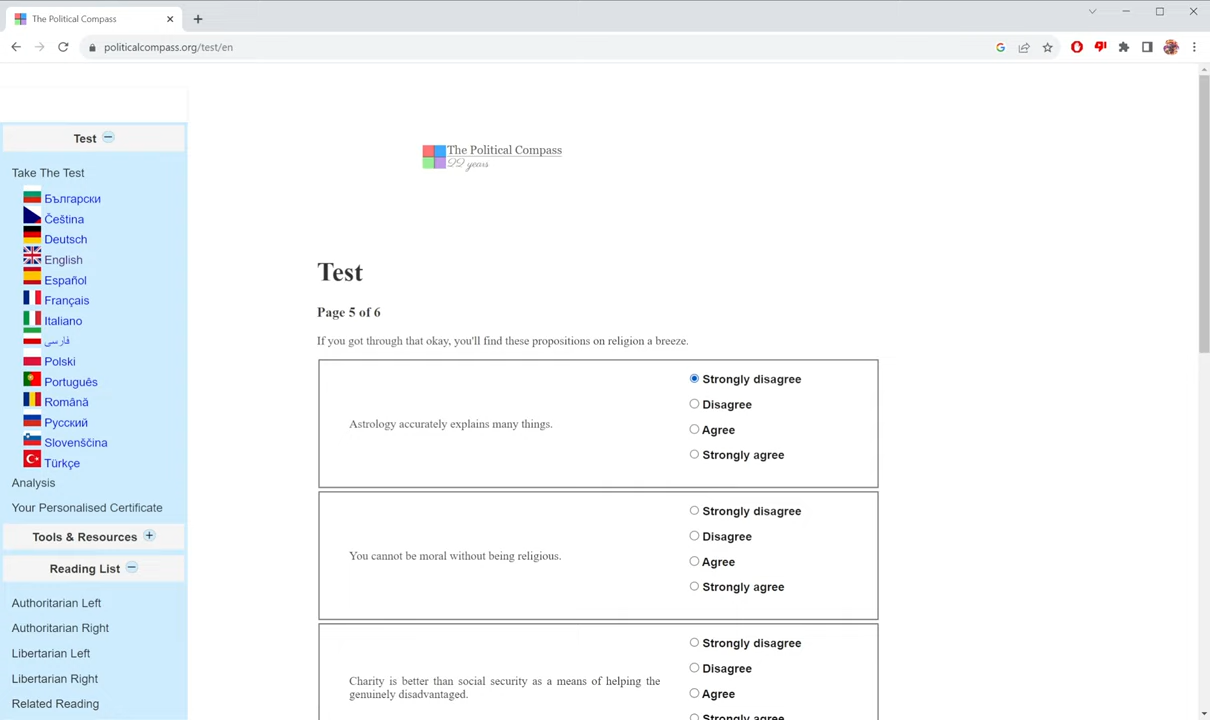 The Political Compass
politicalcompass.org/test/en
The Political Compass
22 years
Test
Take The Test
Български
Čeština
Deutsch
English
Español
Français
Italiano
فارسی
Polski
Português
Română
Русский
Slovenščina
Türkçe
Analysis
Your Personalised Certificate
Tools & Resources
Reading List
Authoritarian Left
Authoritarian Right
Libertarian Left
Libertarian Right
Related Reading
Test
Page 5 of 6
If you got through that okay, you'll find these propositions on religion a breeze.
Astrology accurately explains many things.
Strongly disagree
Disagree
Agree
Strongly agree
You cannot be moral without being religious.
Strongly disagree
Disagree
Agree
Strongly agree
Charity is better than social security as a means of helping the
genuinely disadvantaged.
Strongly disagree
Disagree
Agree
Strongly agree